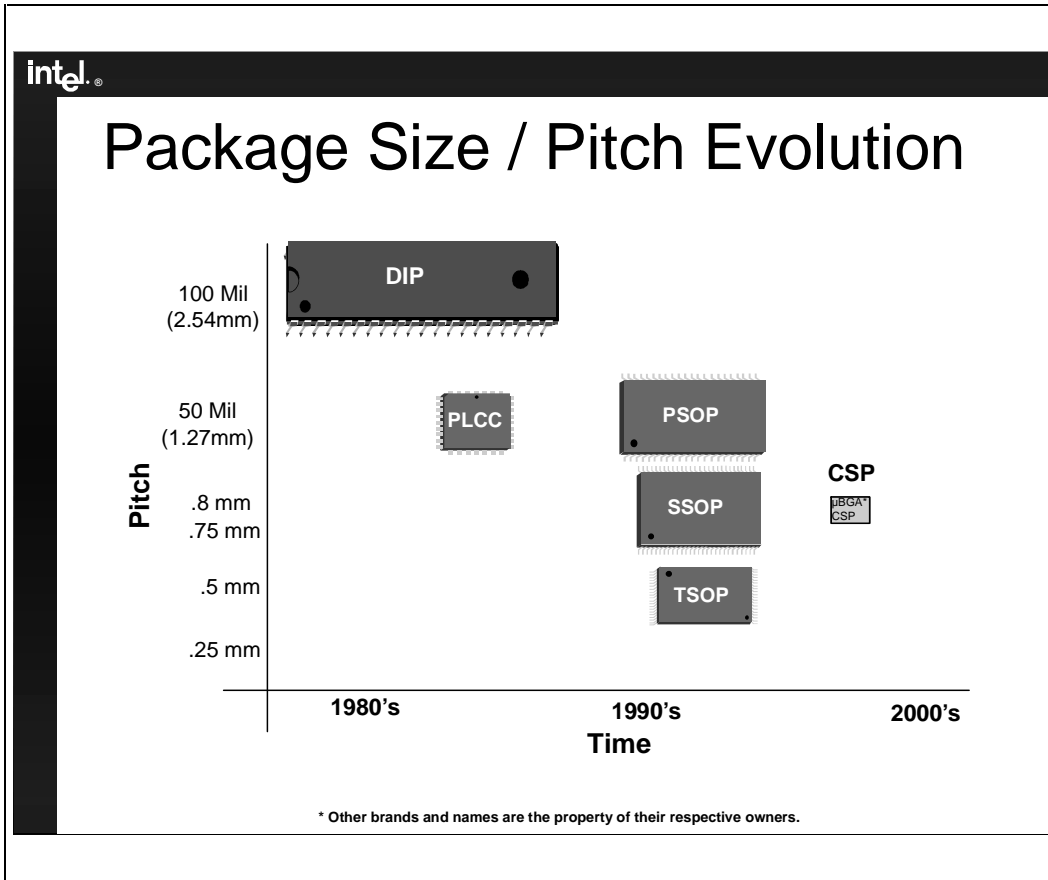 intel®
Package Size / Pitch Evolution
DIP
100 Mil
(2.54mm)
50 Mil
(1.27mm)
PLCC
PSOP
Pitch
.8 mm
.75 mm
SSOP
CSP
µBGA*
CSP
.5 mm
TSOP
.25 mm
1980's
1990's
2000's
Time
* Other brands and names are the property of their respective owners.